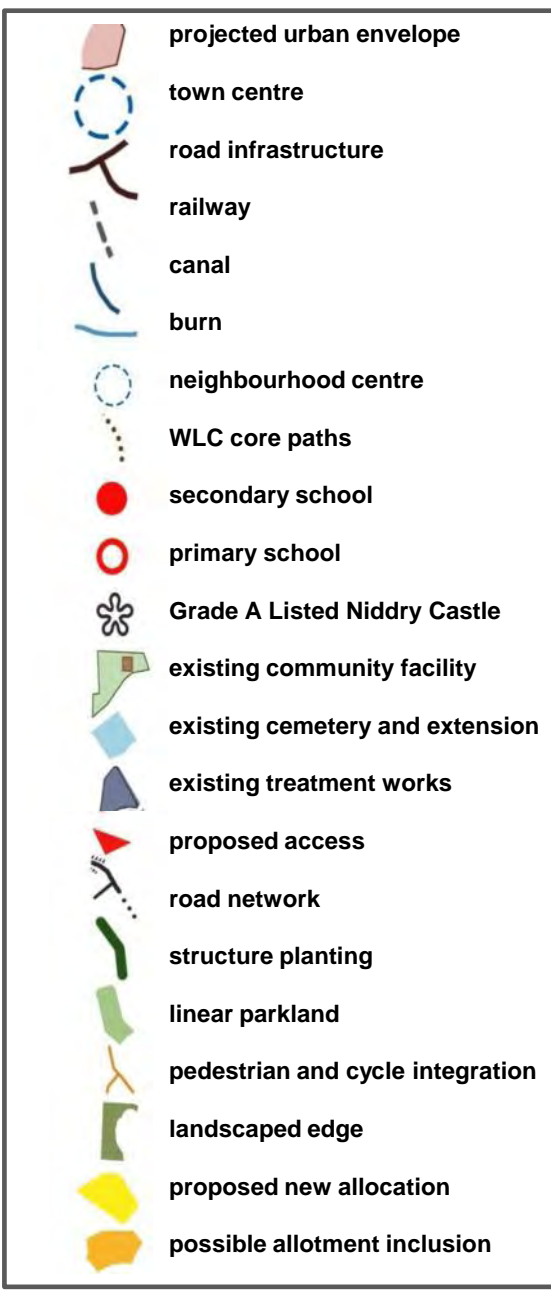 projected urban envelope
town centre
road infrastructure
railway
canal
burn
neighbourhood centre
WLC core paths
secondary school
primary school
Grade A Listed Niddry Castle
existing community facility
existing cemetery and extension
existing treatment works
proposed access
road network
structure planting
linear parkland
pedestrian and cycle integration
landscaped edge
proposed new allocation
possible allotment inclusion